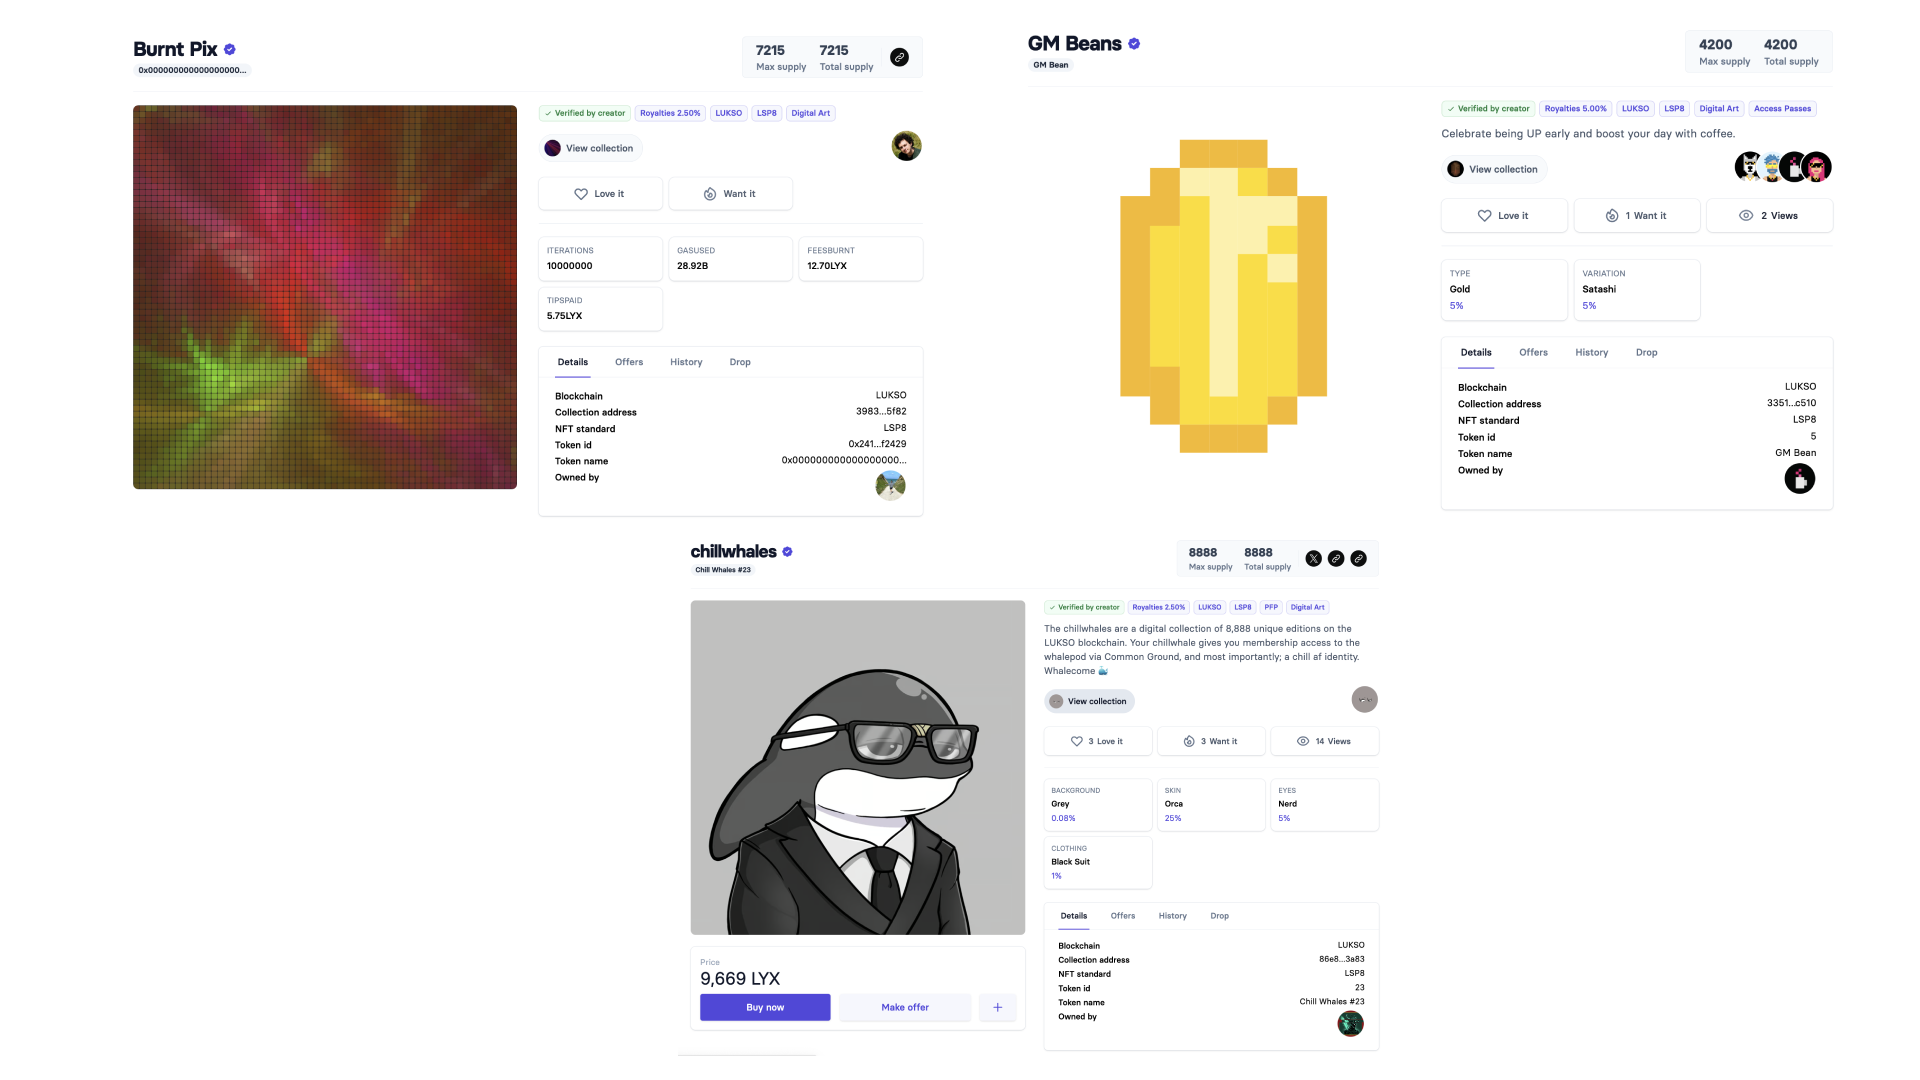 Burnt Pix
0x000000000000000000...
7215
Max supply
7215
Total supply
Verified by creator
Royalties 2.50%
LUKSO
LSP8
Digital Art
View collection
Love it
Want it
ITERATIONS
10000000
GASUSED
28.92B
FEESBURNT
12.70LYX
TIPSPAID
5.75LYX
Details
Offers
History
Drop
Blockchain
LUKSO
Collection address
3983...5f82
NFT standard
LSP8
Token id
0x241...f2429
Token name
0x000000000000000000...
Owned by
GM Beans
GM Bean
4200
Max supply
4200
Total supply
Verified by creator
Royalties 5.00%
LUKSO
LSP8
Digital Art
Access Passes
Celebrate being UP early and boost your day with coffee.
View collection
Love it
1 Want it
2 Views
TYPE
Gold
5%
VARIATION
Satashi
5%
Details
Offers
History
Drop
Blockchain
LUKSO
Collection address
3351...c510
NFT standard
LSP8
Token id
5
Token name
GM Bean
Owned by
chillwhales
Chill Whales #23
8888
Max supply
8888
Total supply
Verified by creator
Royalties 2.50%
LUKSO
LSP8
PFP
Digital Art
The chillwhales are a digital collection of 8,888 unique editions on the
LUKSO blockchain. Your chillwhale gives you membership access to the
whalepod via Common Ground, and most importantly; a chill af identity.
Whalecome 🐳
View collection
3 Love it
3 Want it
14 Views
BACKGROUND
Grey
0.08%
SKIN
Orca
25%
EYES
Nerd
5%
CLOTHING
Black Suit
1%
Price
9,669 LYX
Buy now
Make offer
+
Details
Offers
History
Drop
Blockchain
LUKSO
Collection address
86e8...3a83
NFT standard
LSP8
Token id
23
Token name
Chill Whales #23
Owned by